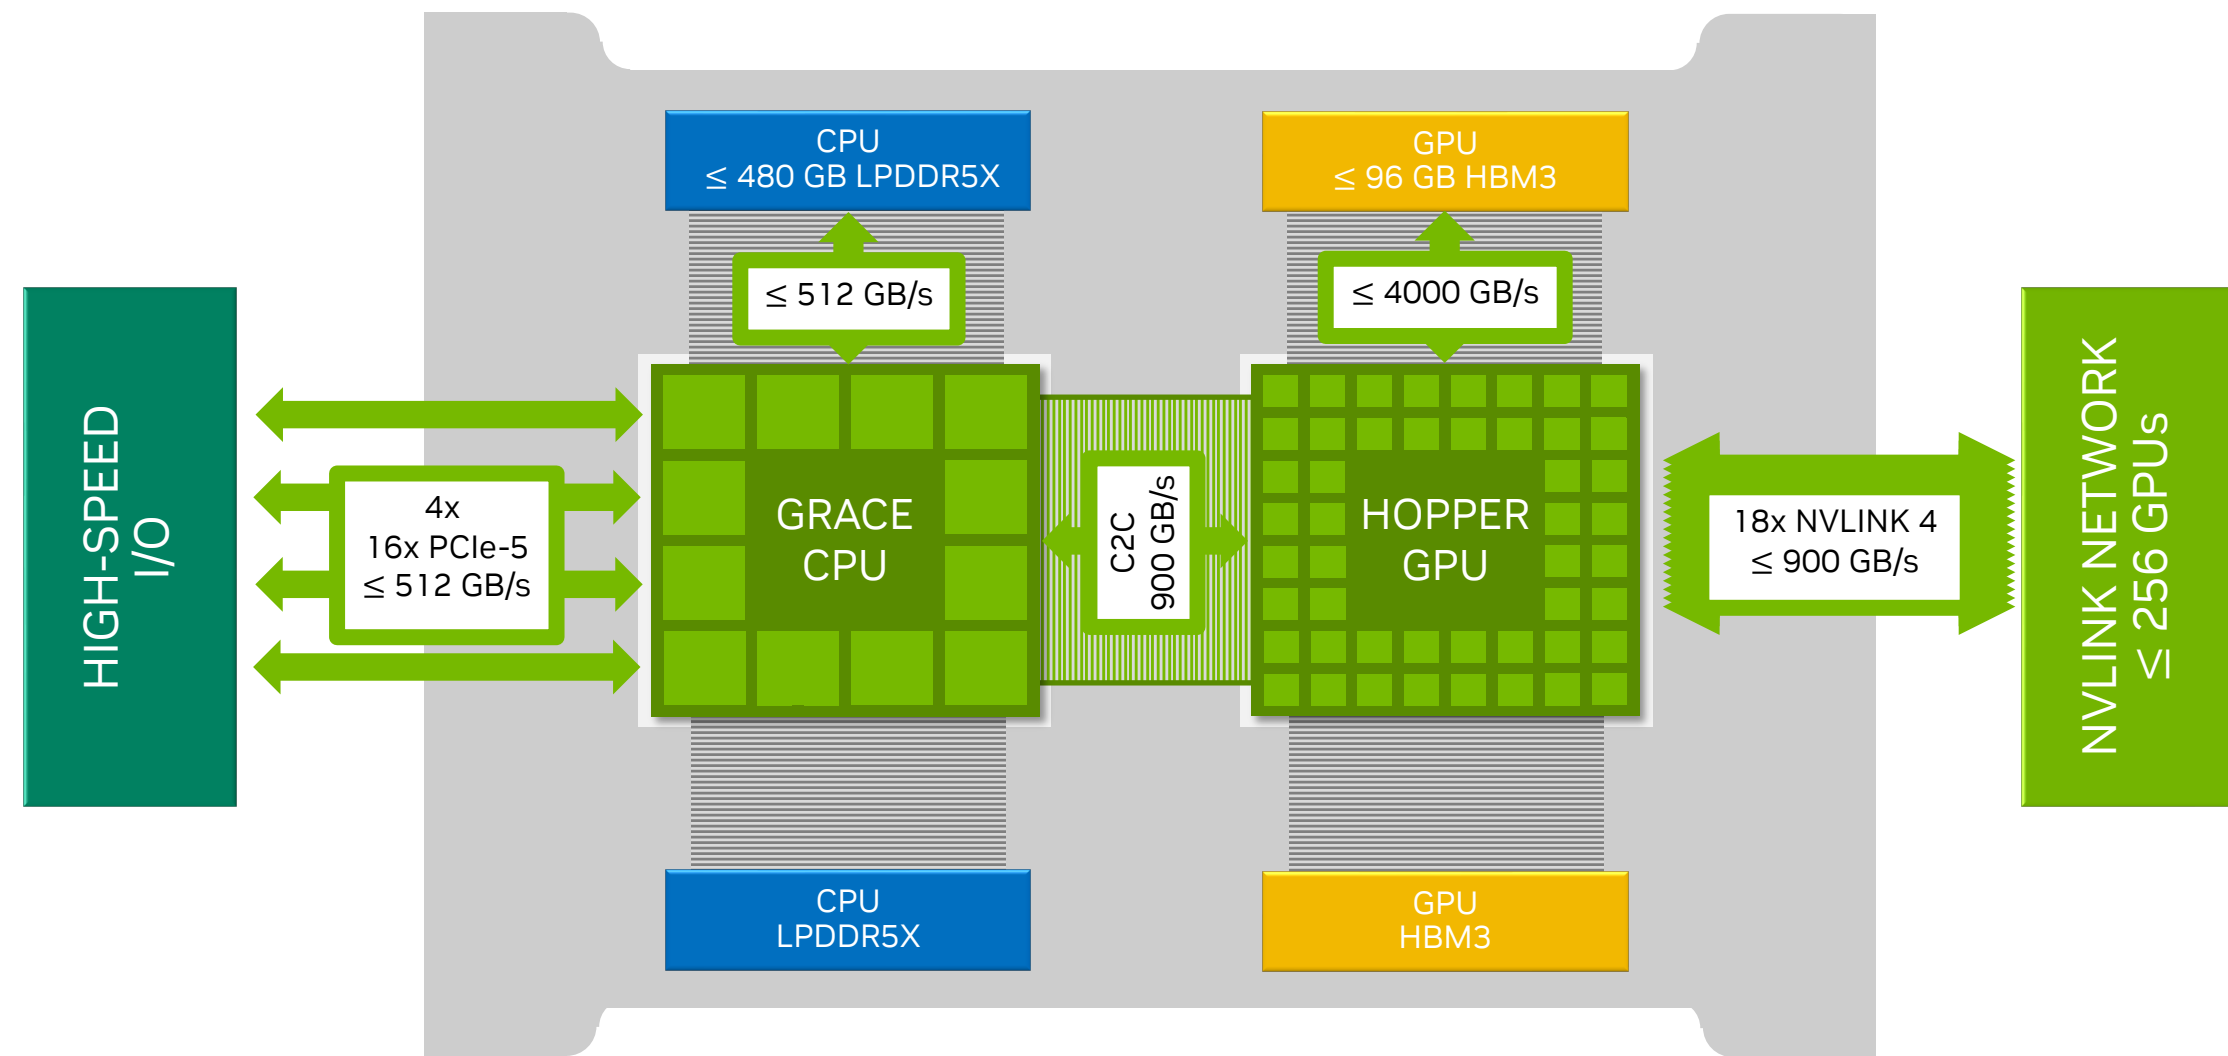 CPU
≤ 480 GB LPDDR5X
GPU
≤ 96 GB HBM3
≤ 512 GB/s
≤ 4000 GB/s
HIGH-SPEED
I/O
4x
16x PCIe-5
≤ 512 GB/s
GRACE
CPU
C2C
900 GB/s
HOPPER
GPU
18x NVLINK 4
≤ 900 GB/s
NVLINK NETWORK
≤ 256 GPUs
CPU
LPDDR5X
GPU
HBM3